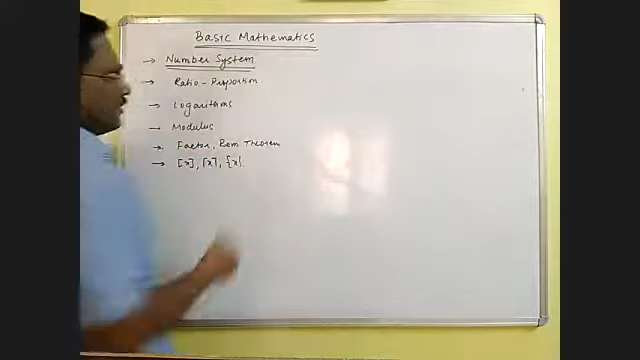 Basic Mathematics
→ Number System
→ Ratio - Proportion
→ Logarithms
→ Modulus
→ Factor, Rem Theorem
→ [x], ⌈x⌉, {x}